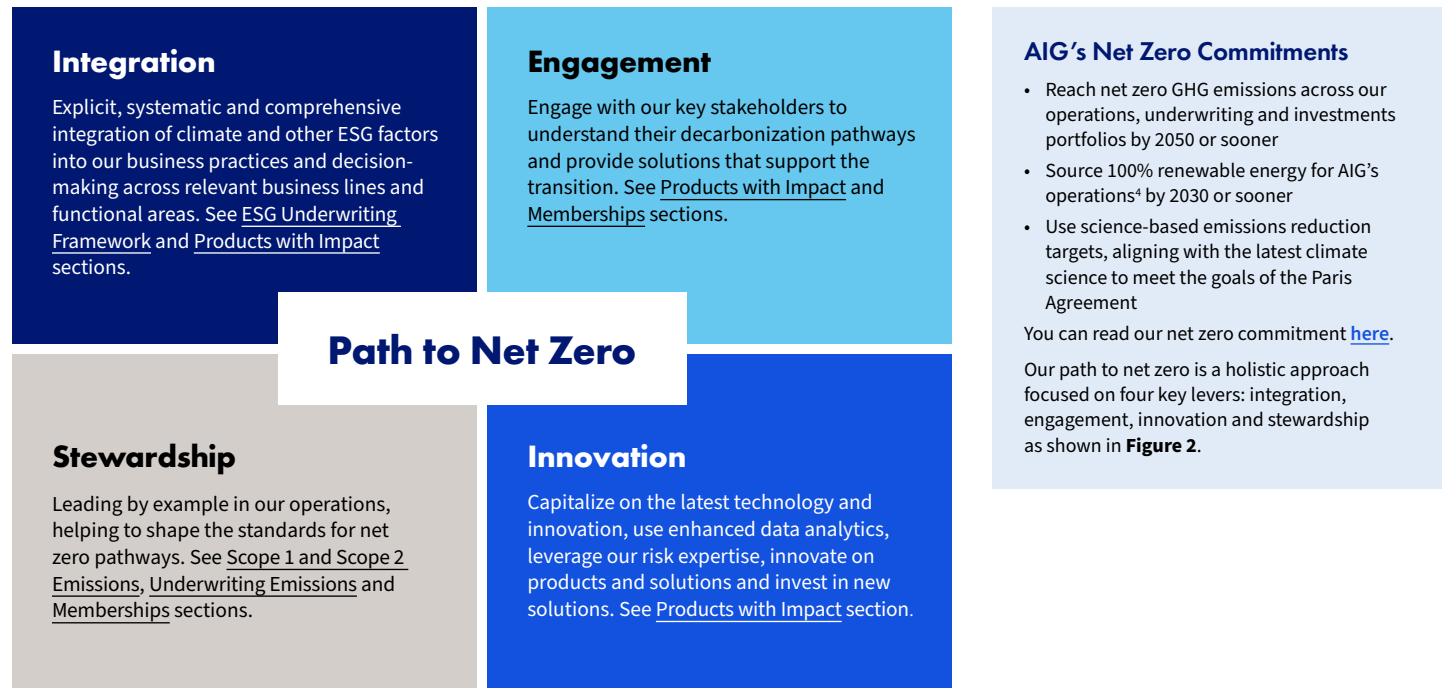 Integration
Explicit, systematic and comprehensive
integration of climate and other ESG factors
into our business practices and decision-
making across relevant business lines and
functional areas. See ESG Underwriting
Framework and Products with Impact
sections.
Engagement
Engage with our key stakeholders to
understand their decarbonization pathways
and provide solutions that support the
transition. See Products with Impact and
Memberships sections.
Path to Net Zero
Stewardship
Leading by example in our operations,
helping to shape the standards for net
zero pathways. See Scope 1 and Scope 2
Emissions, Underwriting Emissions and
Memberships sections.
Innovation
Capitalize on the latest technology and
innovation, use enhanced data analytics,
leverage our risk expertise, innovate on
products and solutions and invest in new
solutions. See Products with Impact section.
AIG’s Net Zero Commitments
• Reach net zero GHG emissions across our
operations, underwriting and investments
portfolios by 2050 or sooner
• Source 100% renewable energy for AIG’s
operations⁴ by 2030 or sooner
• Use science-based emissions reduction
targets, aligning with the latest climate
science to meet the goals of the Paris
Agreement
You can read our net zero commitment here.
Our path to net zero is a holistic approach
focused on four key levers: integration,
engagement, innovation and stewardship
as shown in Figure 2.